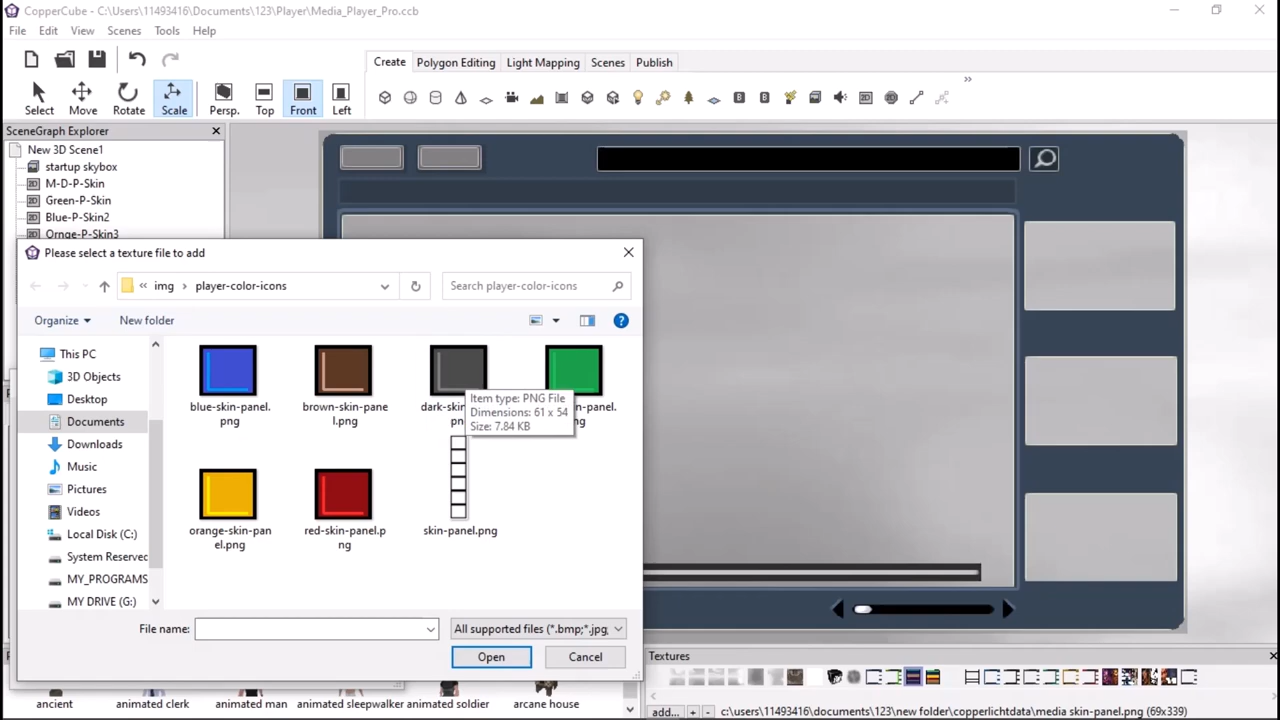 CopperCube - C:\Users\11493416\Documents\123\Player\Media_Player_Pro.ccb
File Edit View Scenes Tools Help
Create Polygon Editing Light Mapping Scenes Publish
Select Move Rotate Scale Persp. Top Front Left
SceneGraph Explorer
New 3D Scene1
startup skybox
M-D-P-Skin
Green-P-Skin
Blue-P-Skin2
Ornge-P-Skin3
Please select a texture file to add
img player-color-icons
Search player-color-icons
Organize New folder
This PC
3D Objects
Desktop
Documents
Downloads
Music
Pictures
Videos
Local Disk (C:)
System Reserved
MY_PROGRAMS
MY DRIVE (G:)
blue-skin-panel.
png
brown-skin-pane
l.png
dark-skin
pn
n-panel.
ng
Item type: PNG File
Dimensions: 61 x 54
Size: 7.84 KB
orange-skin-pan
el.png
red-skin-panel.p
ng
skin-panel.png
File name:
All supported files (*.bmp;*.jpg,
Open Cancel
ancient animated clerk animated man animated sleepwalker animated soldier arcane house
Textures
add... + - c:\users\11493416\documents\123\new folder\copperlichtdata\media skin-panel.png (69x339)